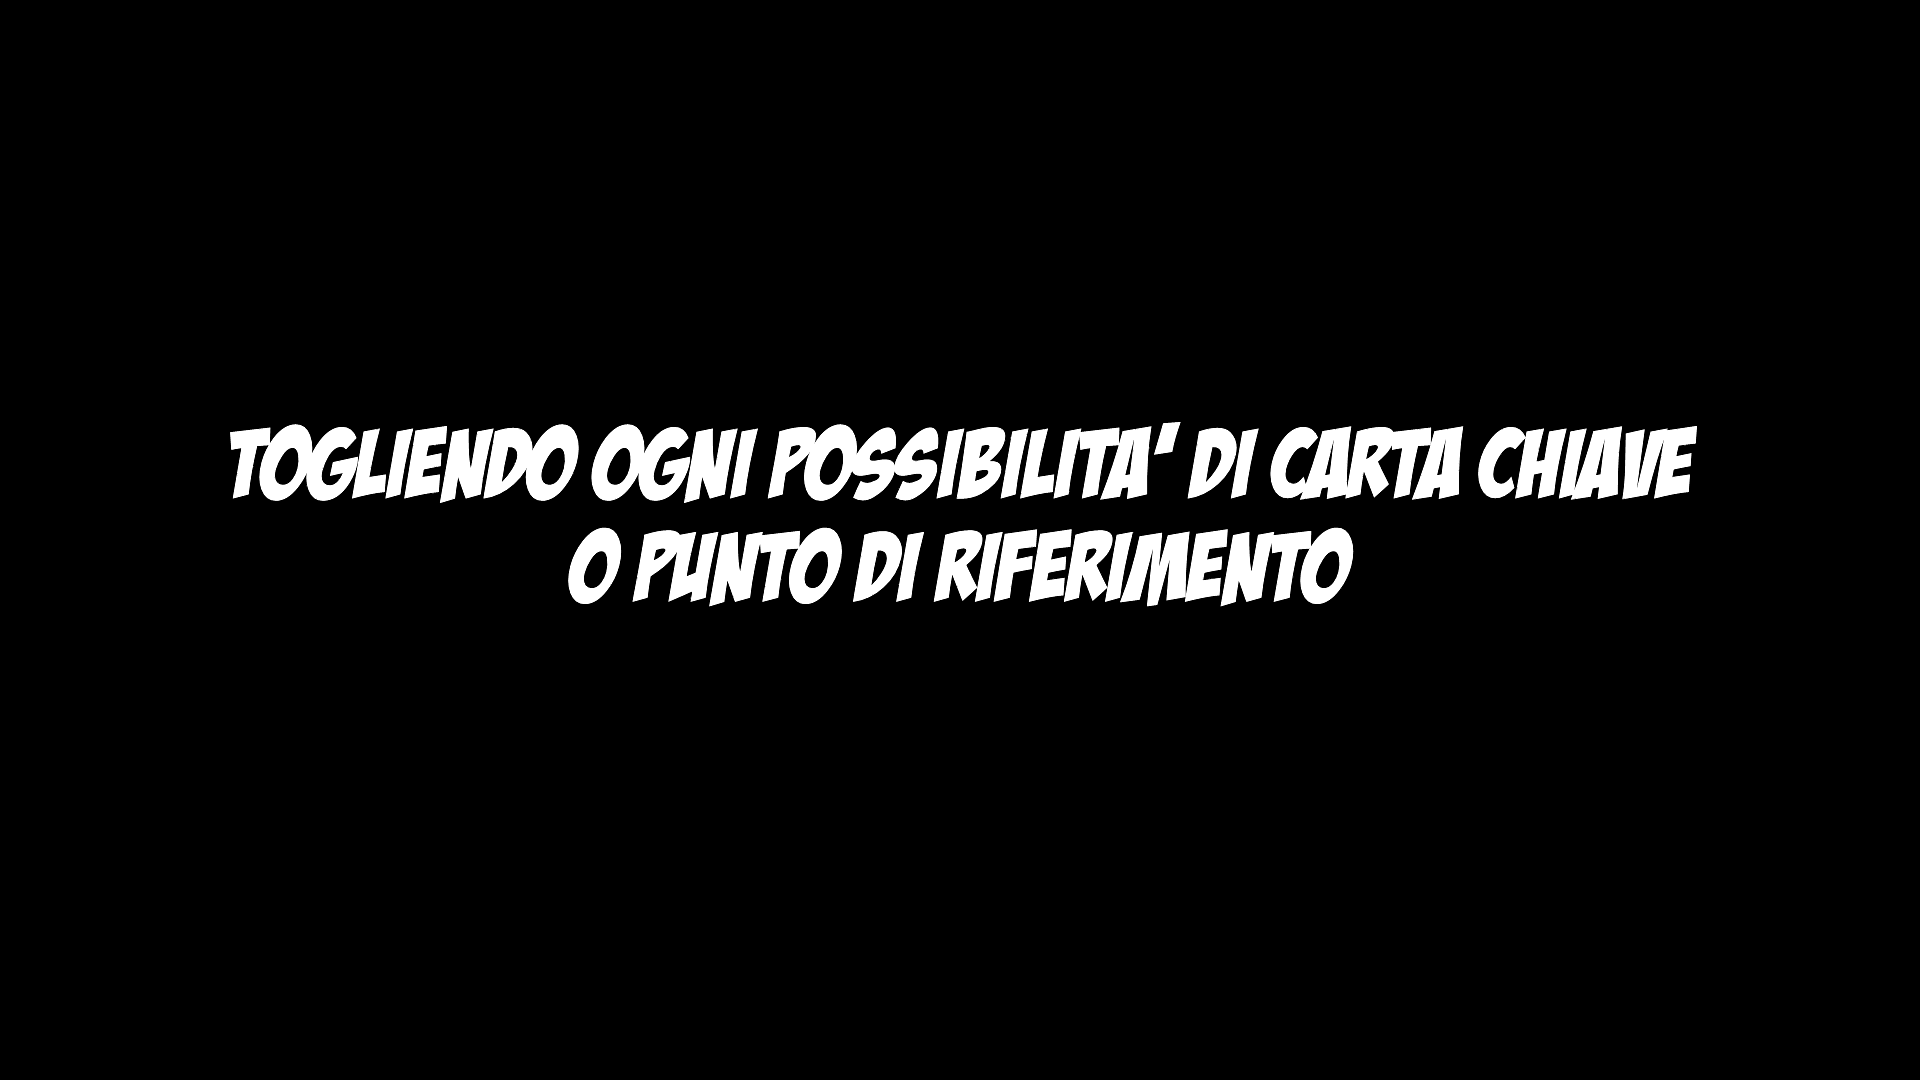 TOGLIENDO OGNI POSSIBILITA' DI CARTA CHIAVE
O PUNTO DI RIFERIMENTO